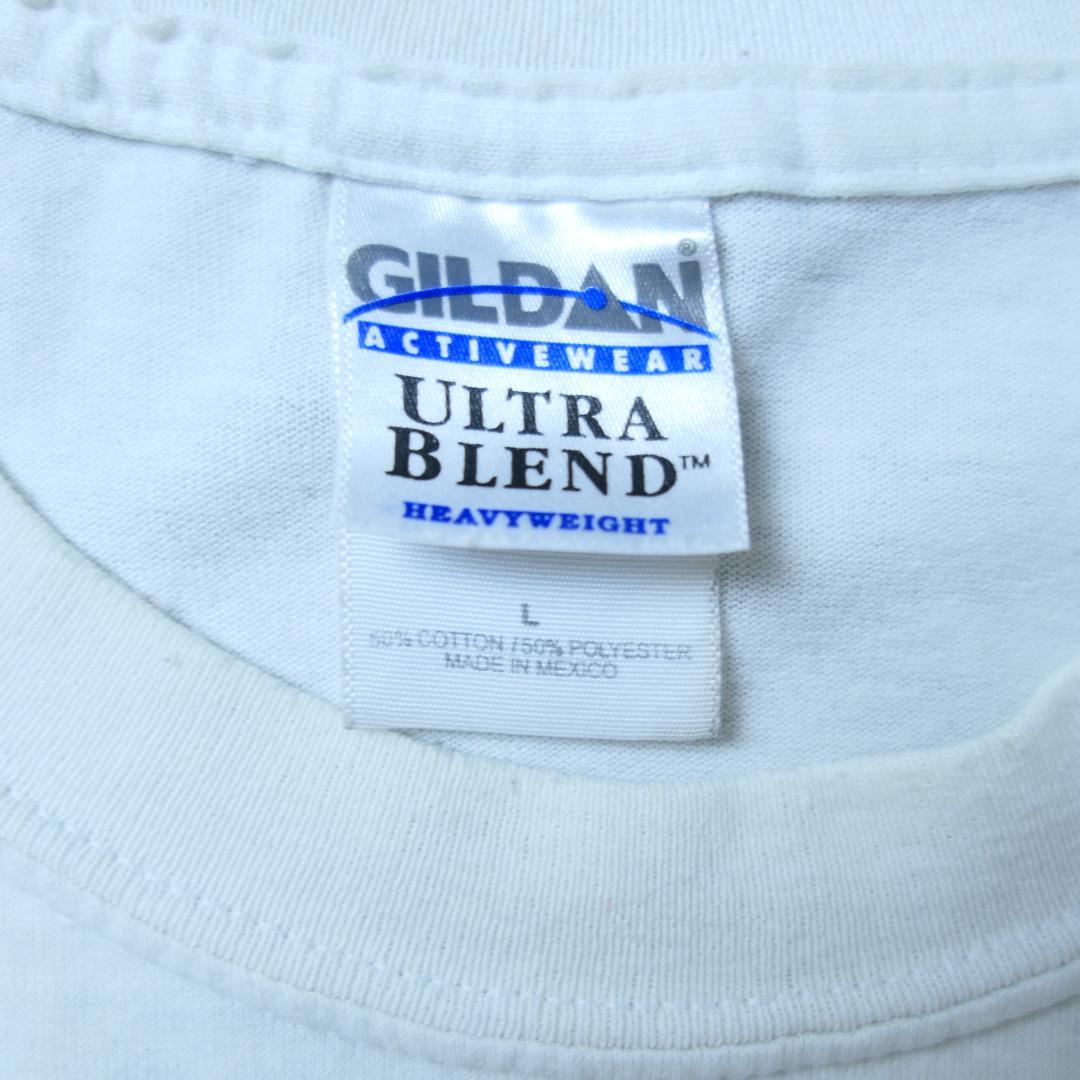 GILDAN®
ACTIVEWEAR
ULTRA
BLEND™
HEAVYWEIGHT
L
50% COTTON / 50% POLYESTER
MADE IN MEXICO